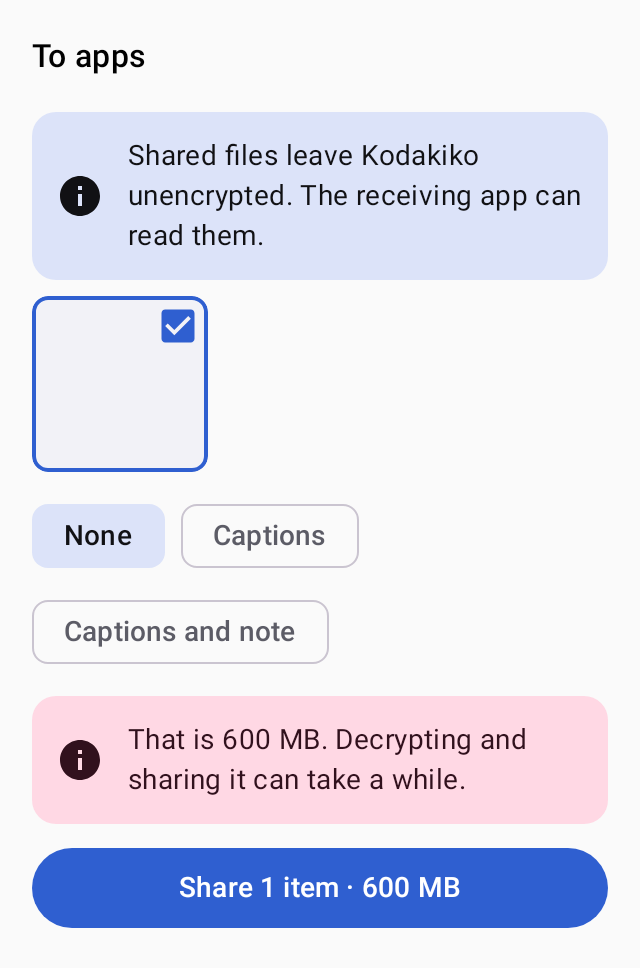 To apps
Shared files leave Kodakiko
unencrypted. The receiving app can
read them.
None
Captions
Captions and note
That is 600 MB. Decrypting and
sharing it can take a while.
Share 1 item · 600 MB